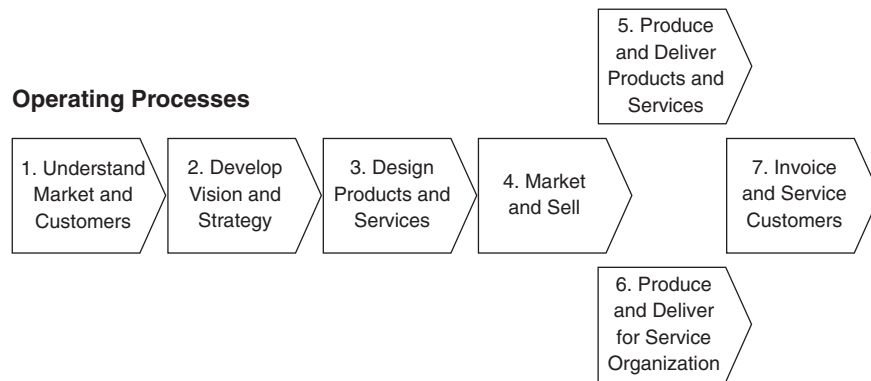 Operating Processes
1. Understand
Market and
Customers
2. Develop
Vision and
Strategy
3. Design
Products and
Services
4. Market
and Sell
5. Produce
and Deliver
Products and
Services
6. Produce
and Deliver
for Service
Organization
7. Invoice
and Service
Customers